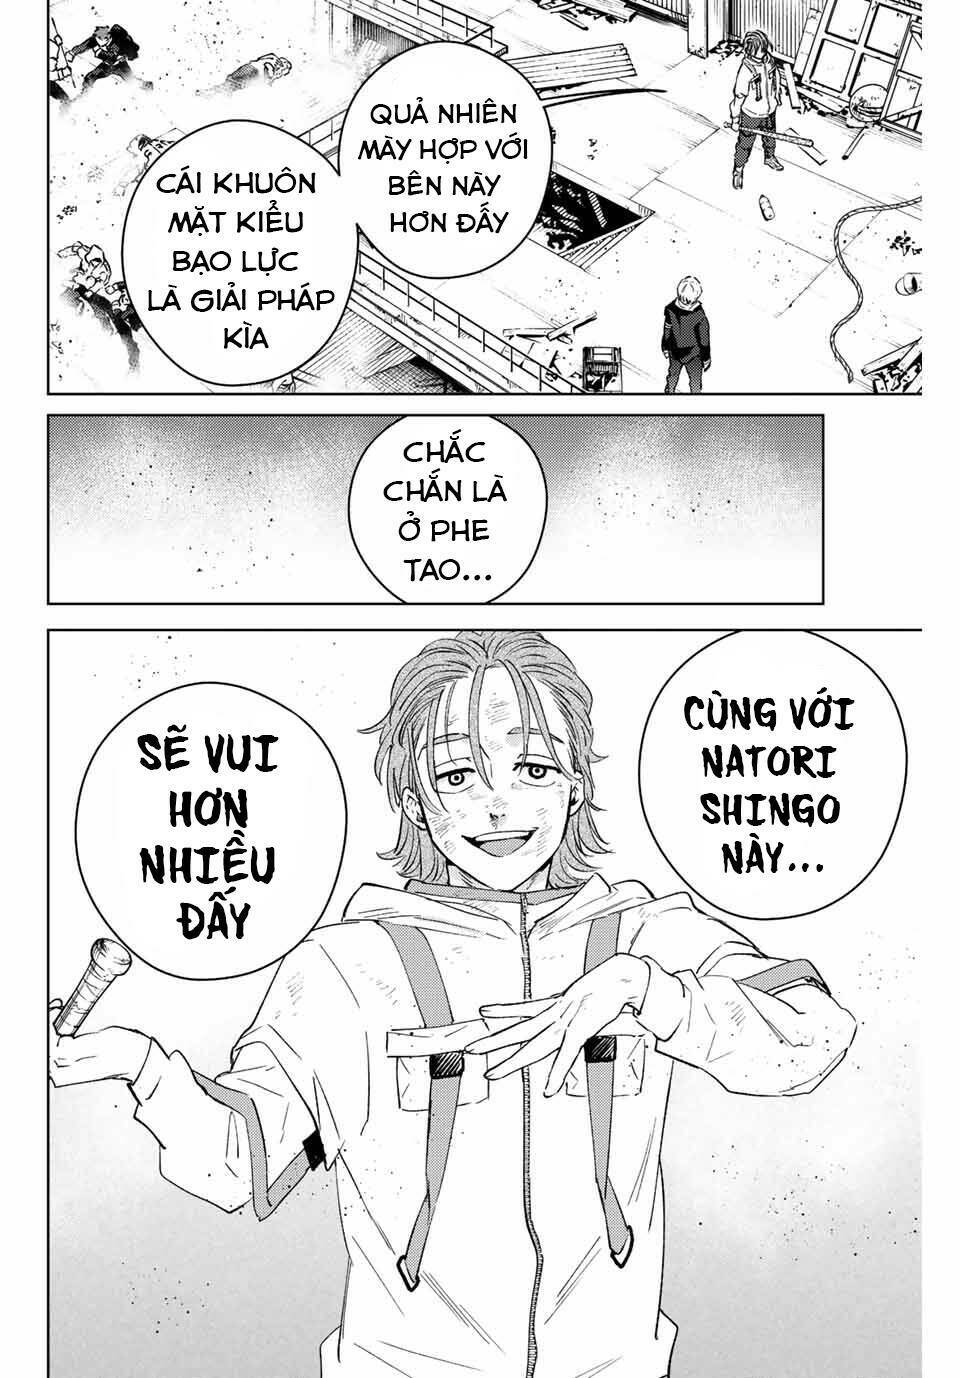 QUẢ NHIÊN
MÀY HỢP VỚI
BÊN NÀY
HƠN ĐẤY
CÁI KHUÔN
MẶT KIỂU
BẠO LỰC
LÀ GIẢI PHÁP
KÌA
CHẮC
CHẮN LÀ
Ở PHE
TAO...
CÙNG VỚI
NATORI
SHINGO
NÀY...
SẼ VUI
HƠN
NHIỀU
ĐẤY